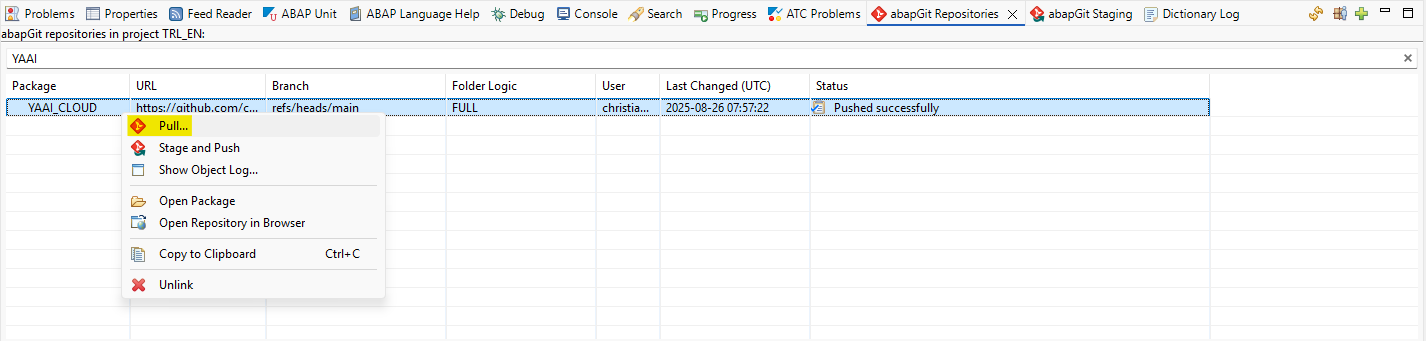 Problems Properties Feed Reader ABAP Unit ABAP Language Help Debug Console Search Progress ATC Problems abapGit Repositories abapGit Staging Dictionary Log
abapGit repositories in project TRL_EN:
YAAI
Package URL Branch Folder Logic User Last Changed (UTC) Status
YAAI_CLOUD https://github.com/c... refs/heads/main FULL christia... 2025-08-26 07:57:22 Pushed successfully
Pull...
Stage and Push
Show Object Log...
Open Package
Open Repository in Browser
Copy to Clipboard Ctrl+C
Unlink